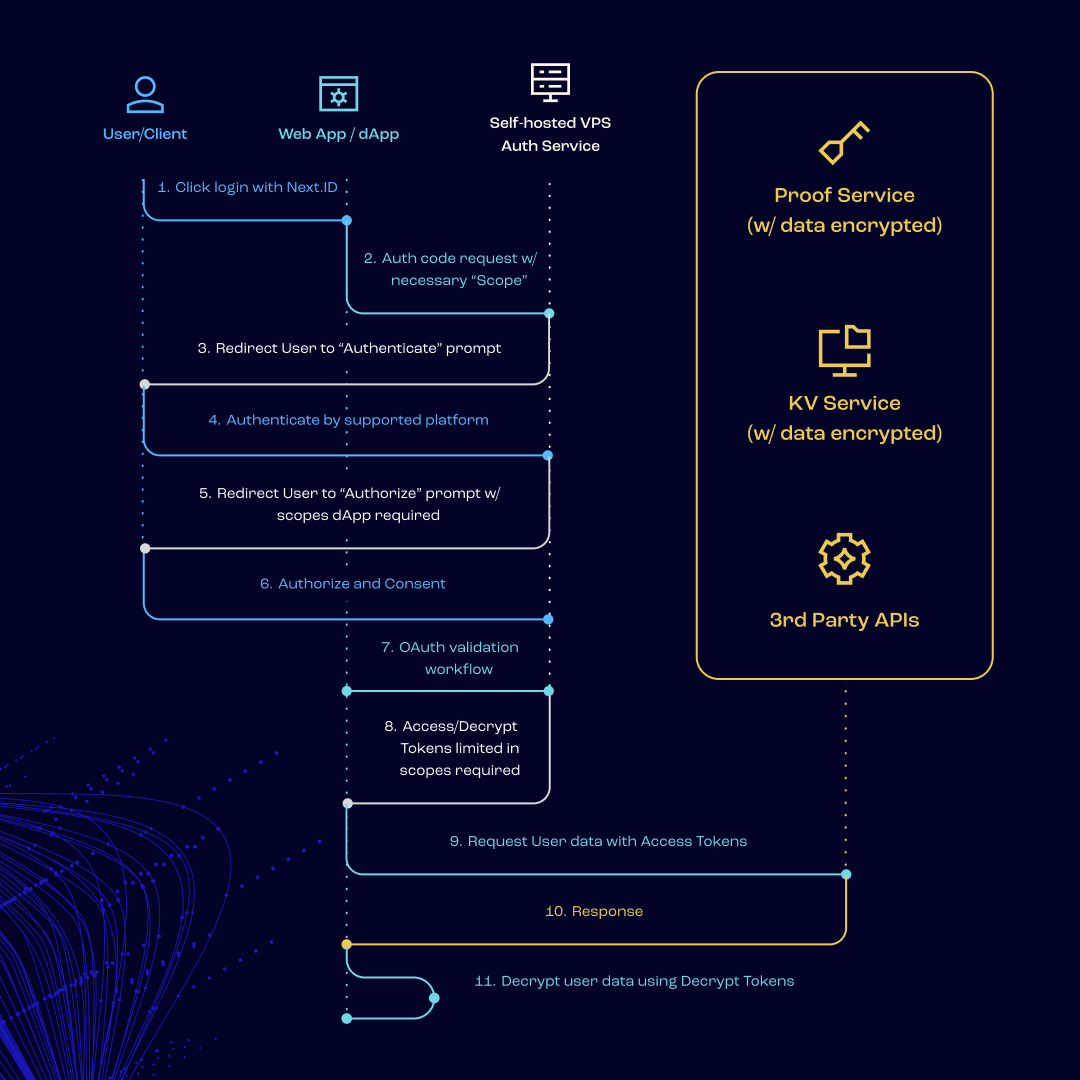 User/Client
Web App / dApp
Self-hosted VPS
Auth Service
1. Click login with Next.ID
2. Auth code request w/
necessary “Scope”
3. Redirect User to “Authenticate” prompt
4. Authenticate by supported platform
5. Redirect User to “Authorize” prompt w/
scopes dApp required
6. Authorize and Consent
7. OAuth validation
workflow
8. Access/Decrypt
Tokens limited in
scopes required
9. Request User data with Access Tokens
10. Response
11. Decrypt user data using Decrypt Tokens
Proof Service
(w/ data encrypted)
KV Service
(w/ data encrypted)
3rd Party APIs